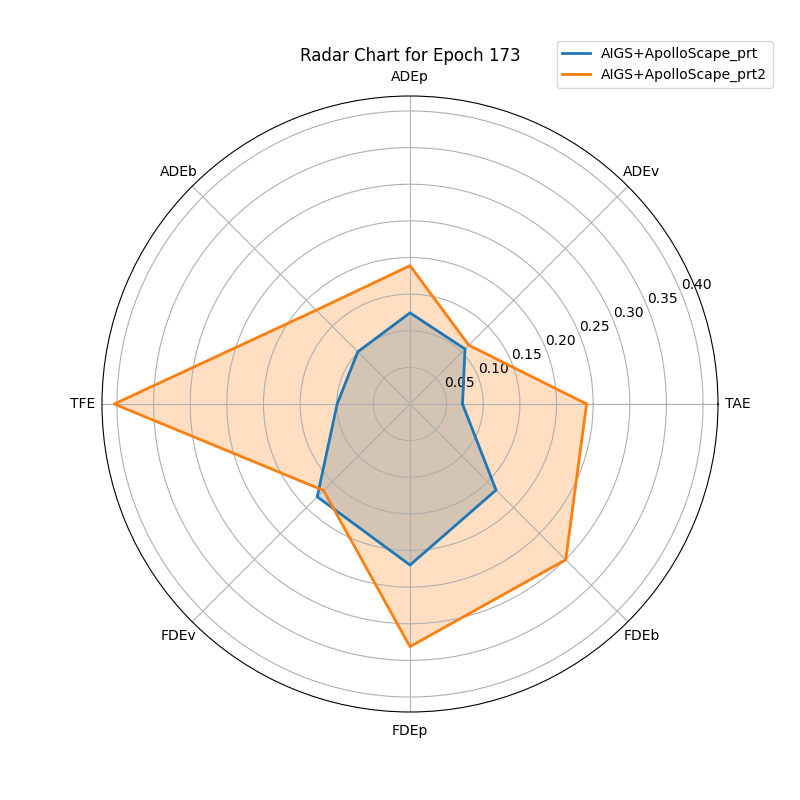 Radar Chart for Epoch 173
AIGS+ApolloScape_prt
AIGS+ApolloScape_prt2
ADEp
ADEb
ADEv
0.40
0.35
0.30
0.25
0.20
0.15
0.10
0.05
TFE
TAE
FDEv
FDEb
FDEp